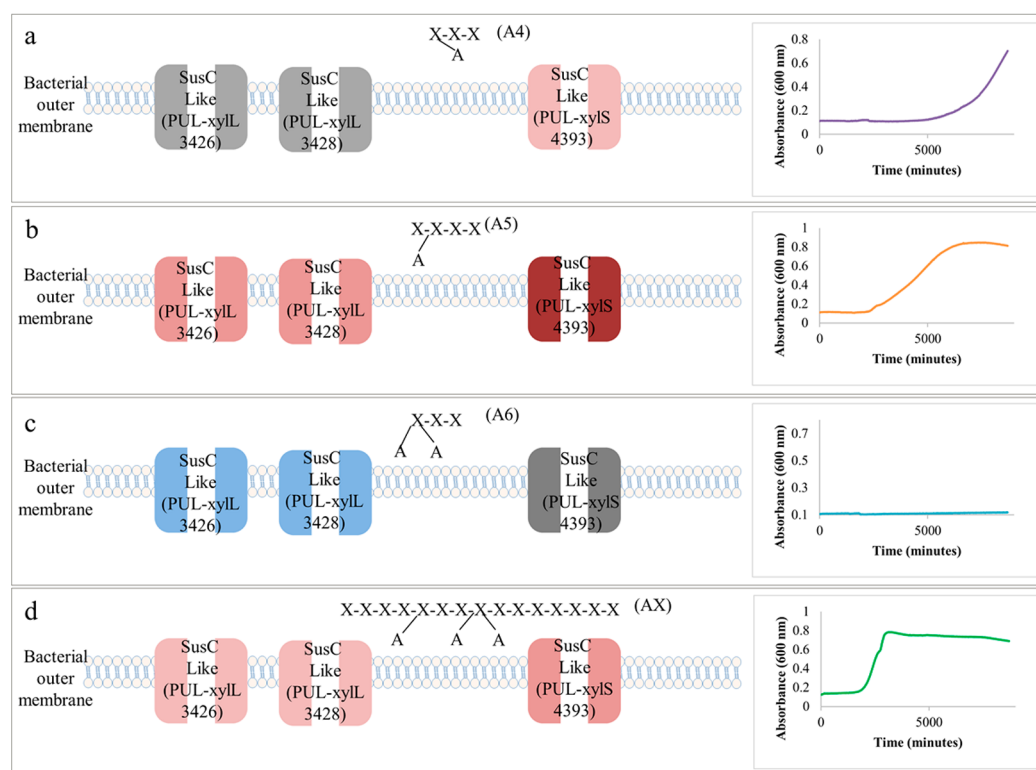 a
X-X-X (A4)
A
Bacterial
outer
membrane
SusC
Like
(PUL-xylL
3426)
SusC
Like
(PUL-xylL
3428)
SusC
Like
(PUL-xylS
4393)
Absorbance (600 nm)
0.8
0.6
0.4
0.2
0
0 5000
Time (minutes)
b
X-X-X-X (A5)
A
Bacterial
outer
membrane
SusC
Like
(PUL-xylL
3426)
SusC
Like
(PUL-xylL
3428)
SusC
Like
(PUL-xylS
4393)
Absorbance (600 nm)
1
0.8
0.6
0.4
0.2
0
0 5000
Time (minutes)
c
X-X-X (A6)
A A
Bacterial
outer
membrane
SusC
Like
(PUL-xylL
3426)
SusC
Like
(PUL-xylL
3428)
SusC
Like
(PUL-xylS
4393)
Absorbance (600 nm)
0.7
0.5
0.3
0.1
0 5000
Time (minutes)
d
X-X-X-X-X-X-X-X-X-X-X-X-X-X-X (AX)
A A A
Bacterial
outer
membrane
SusC
Like
(PUL-xylL
3426)
SusC
Like
(PUL-xylL
3428)
SusC
Like
(PUL-xylS
4393)
Absorbance (600 nm)
1
0.8
0.6
0.4
0.2
0
0 5000
Time (minutes)